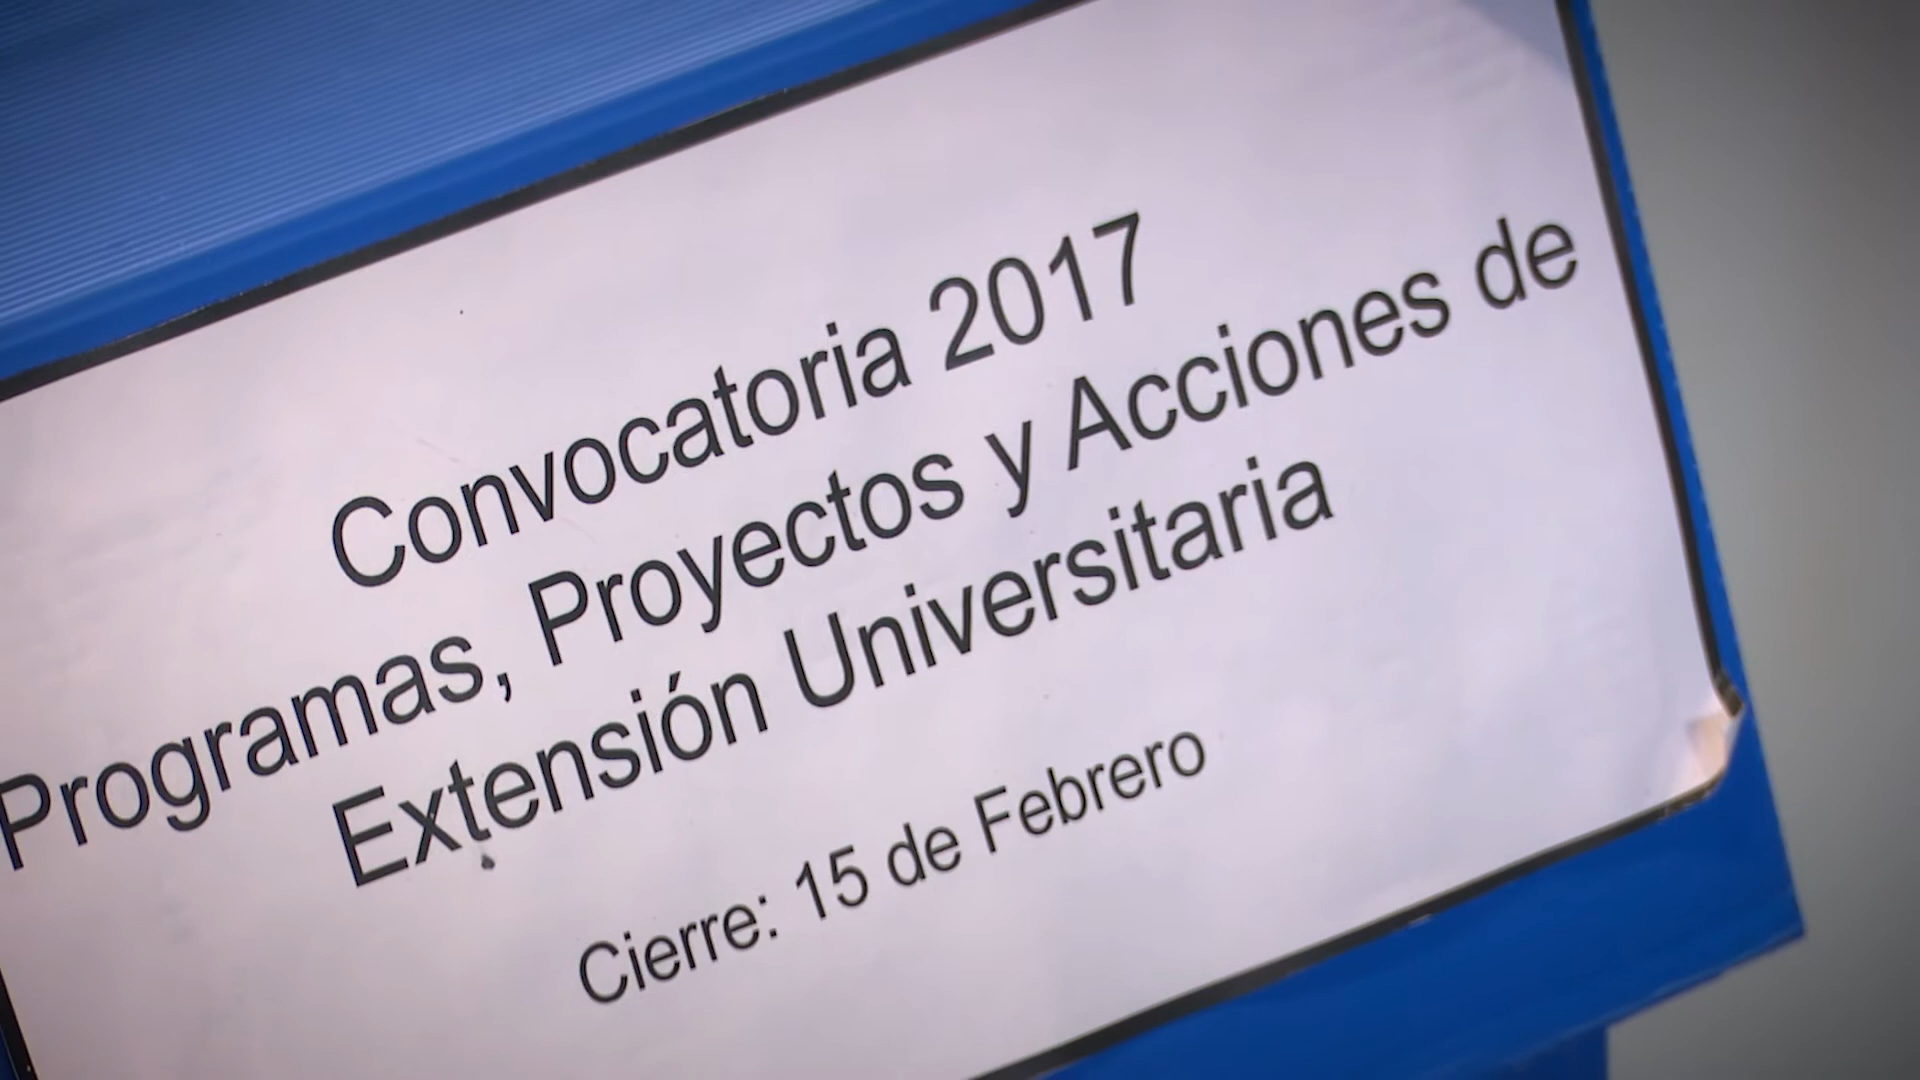 Convocatoria 2017
Programas, Proyectos y Acciones de
Extensión Universitaria
Cierre: 15 de Febrero